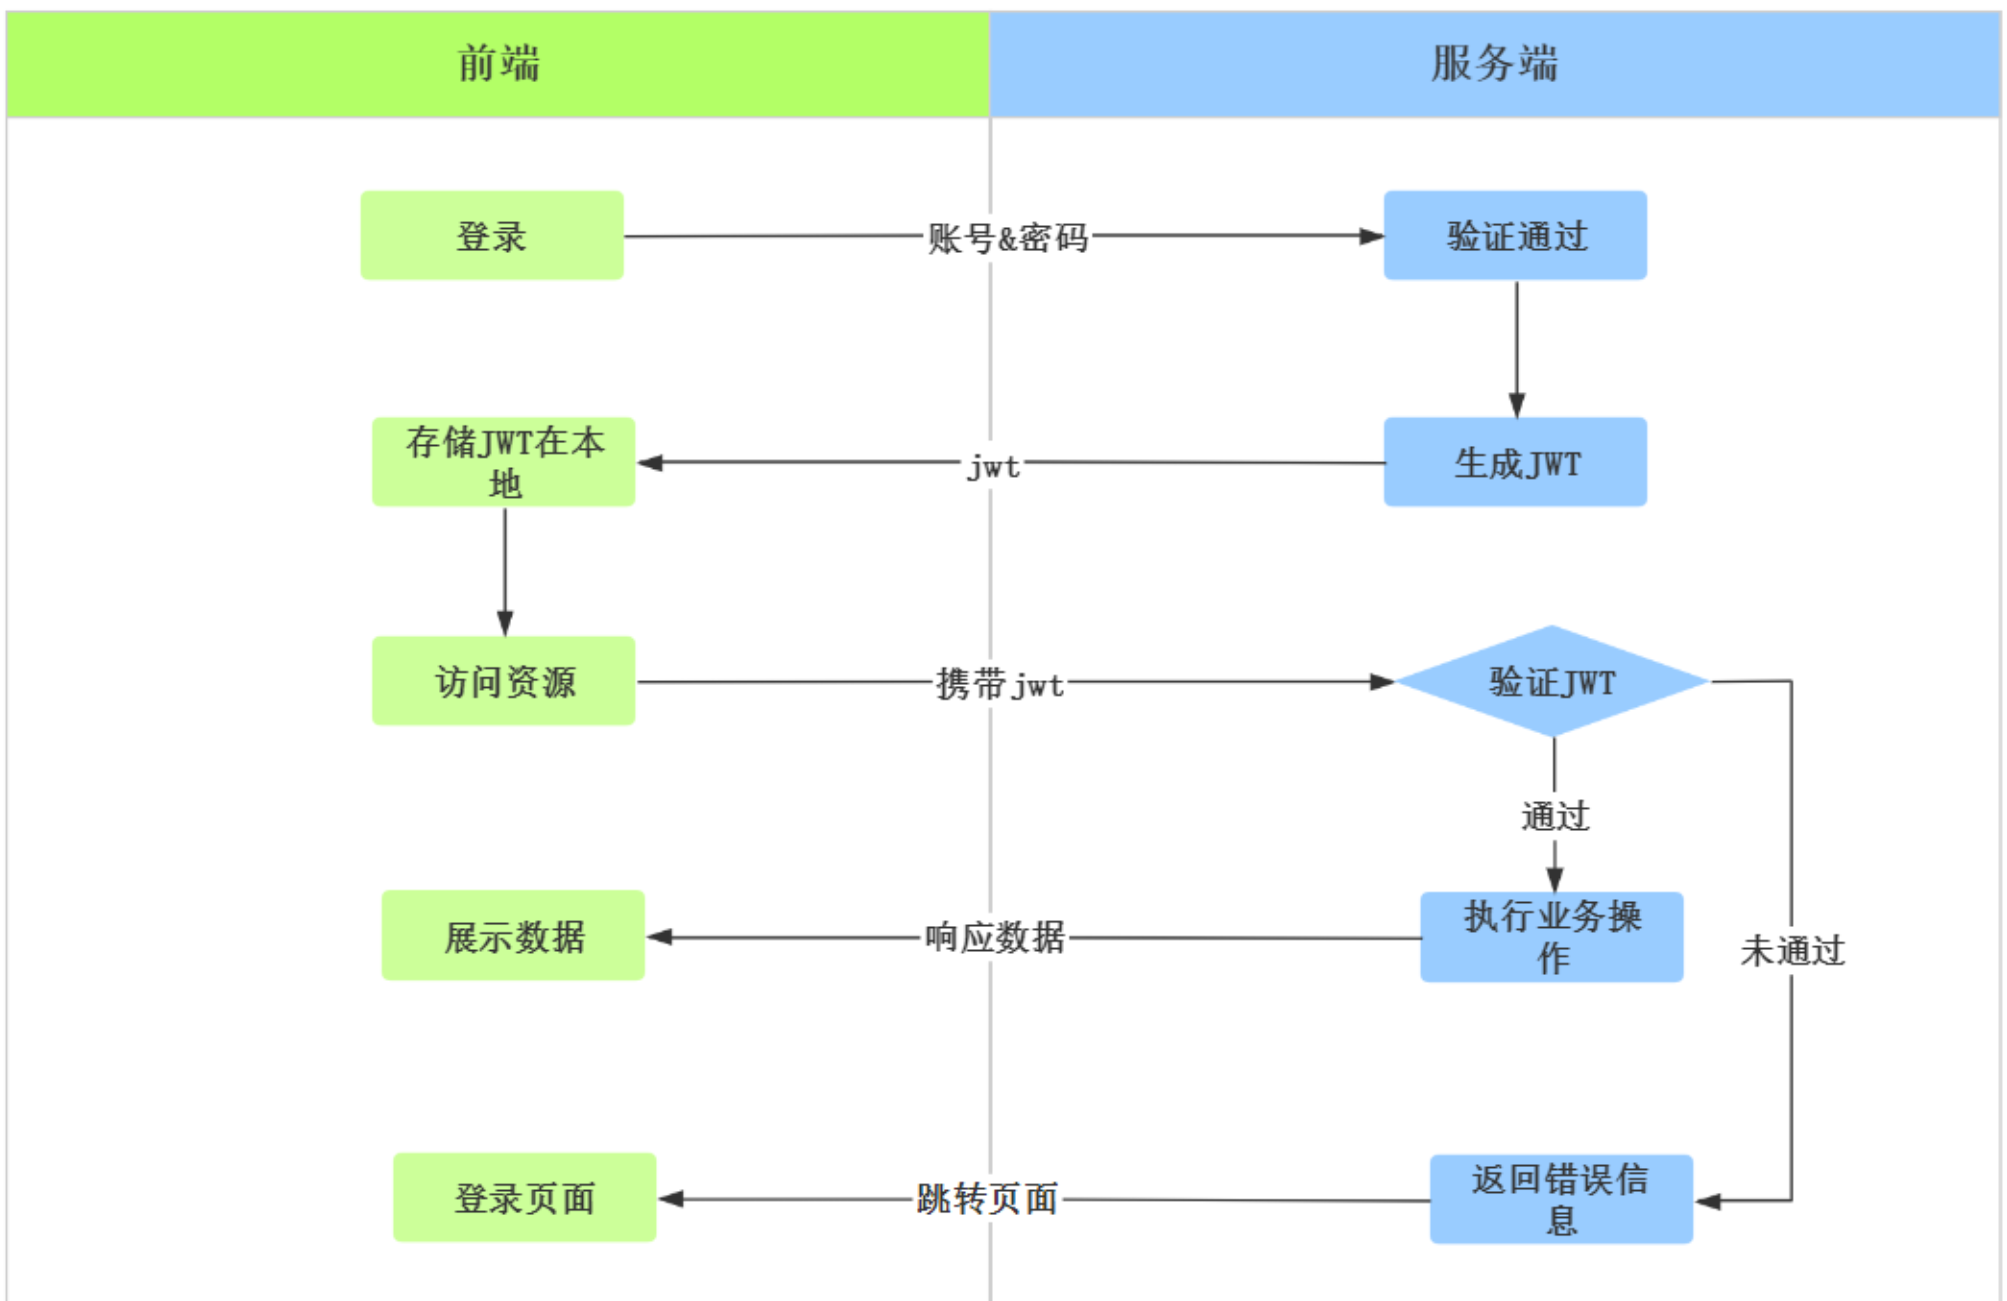 前端
服务端
登录
账号&密码
验证通过
存储JWT在本
地
jwt
生成JWT
访问资源
携带jwt
验证JWT
通过
展示数据
响应数据
执行业务操
作
未通过
登录页面
跳转页面
返回错误信
息